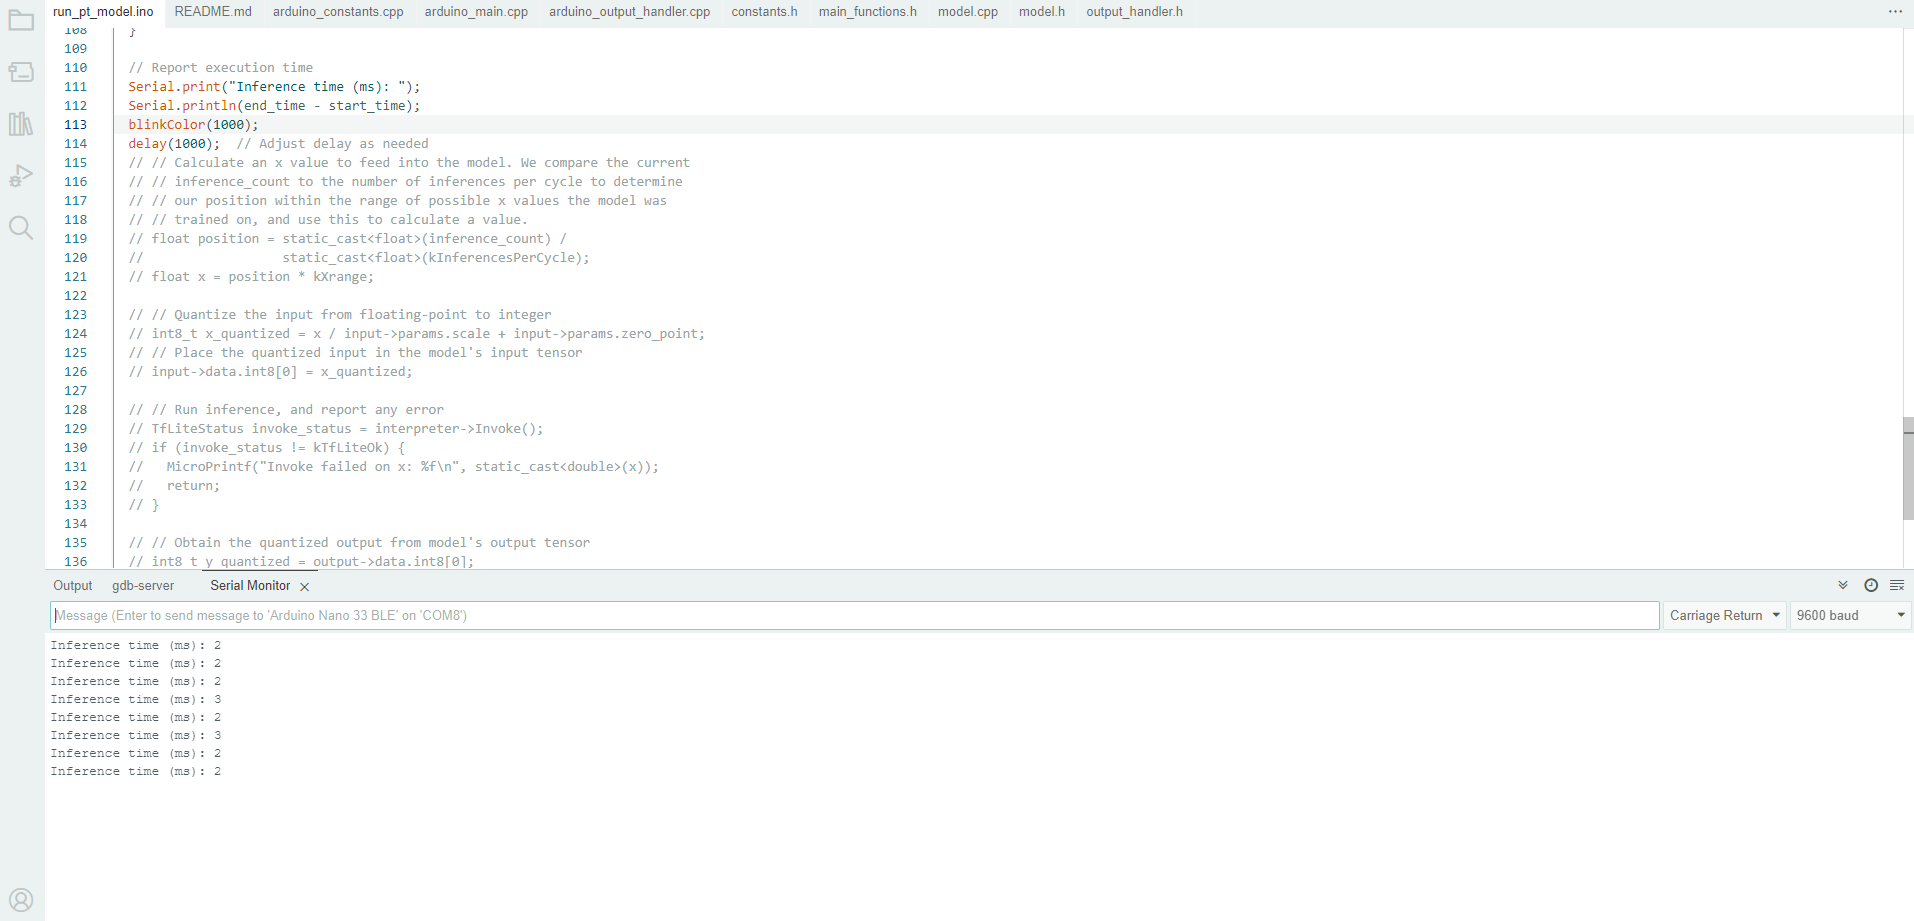 run_pt_model.ino README.md arduino_constants.cpp arduino_main.cpp arduino_output_handler.cpp constants.h main_functions.h model.cpp model.h output_handler.h ...
108 }
109
110 // Report execution time
111 Serial.print("Inference time (ms): ");
112 Serial.println(end_time - start_time);
113 blinkColor(1000);
114 delay(1000);  // Adjust delay as needed
115 // // Calculate an x value to feed into the model. We compare the current
116 // // inference_count to the number of inferences per cycle to determine
117 // // our position within the range of possible x values the model was
118 // // trained on, and use this to calculate a value.
119 // float position = static_cast<float>(inference_count) /
120 //                  static_cast<float>(kInferencesPerCycle);
121 // float x = position * kXrange;
122
123 // // Quantize the input from floating-point to integer
124 // int8_t x_quantized = x / input->params.scale + input->params.zero_point;
125 // // Place the quantized input in the model's input tensor
126 // input->data.int8[0] = x_quantized;
127
128 // // Run inference, and report any error
129 // TfLiteStatus invoke_status = interpreter->Invoke();
130 // if (invoke_status != kTfLiteOk) {
131 //   MicroPrintf("Invoke failed on x: %f\n", static_cast<double>(x));
132 //   return;
133 // }
134
135 // // Obtain the quantized output from model's output tensor
136 // int8_t y_quantized = output->data.int8[0];
Output gdb-server Serial Monitor
Message (Enter to send message to 'Arduino Nano 33 BLE' on 'COM8') Carriage Return 9600 baud
Inference time (ms): 2
Inference time (ms): 2
Inference time (ms): 2
Inference time (ms): 3
Inference time (ms): 2
Inference time (ms): 3
Inference time (ms): 2
Inference time (ms): 2